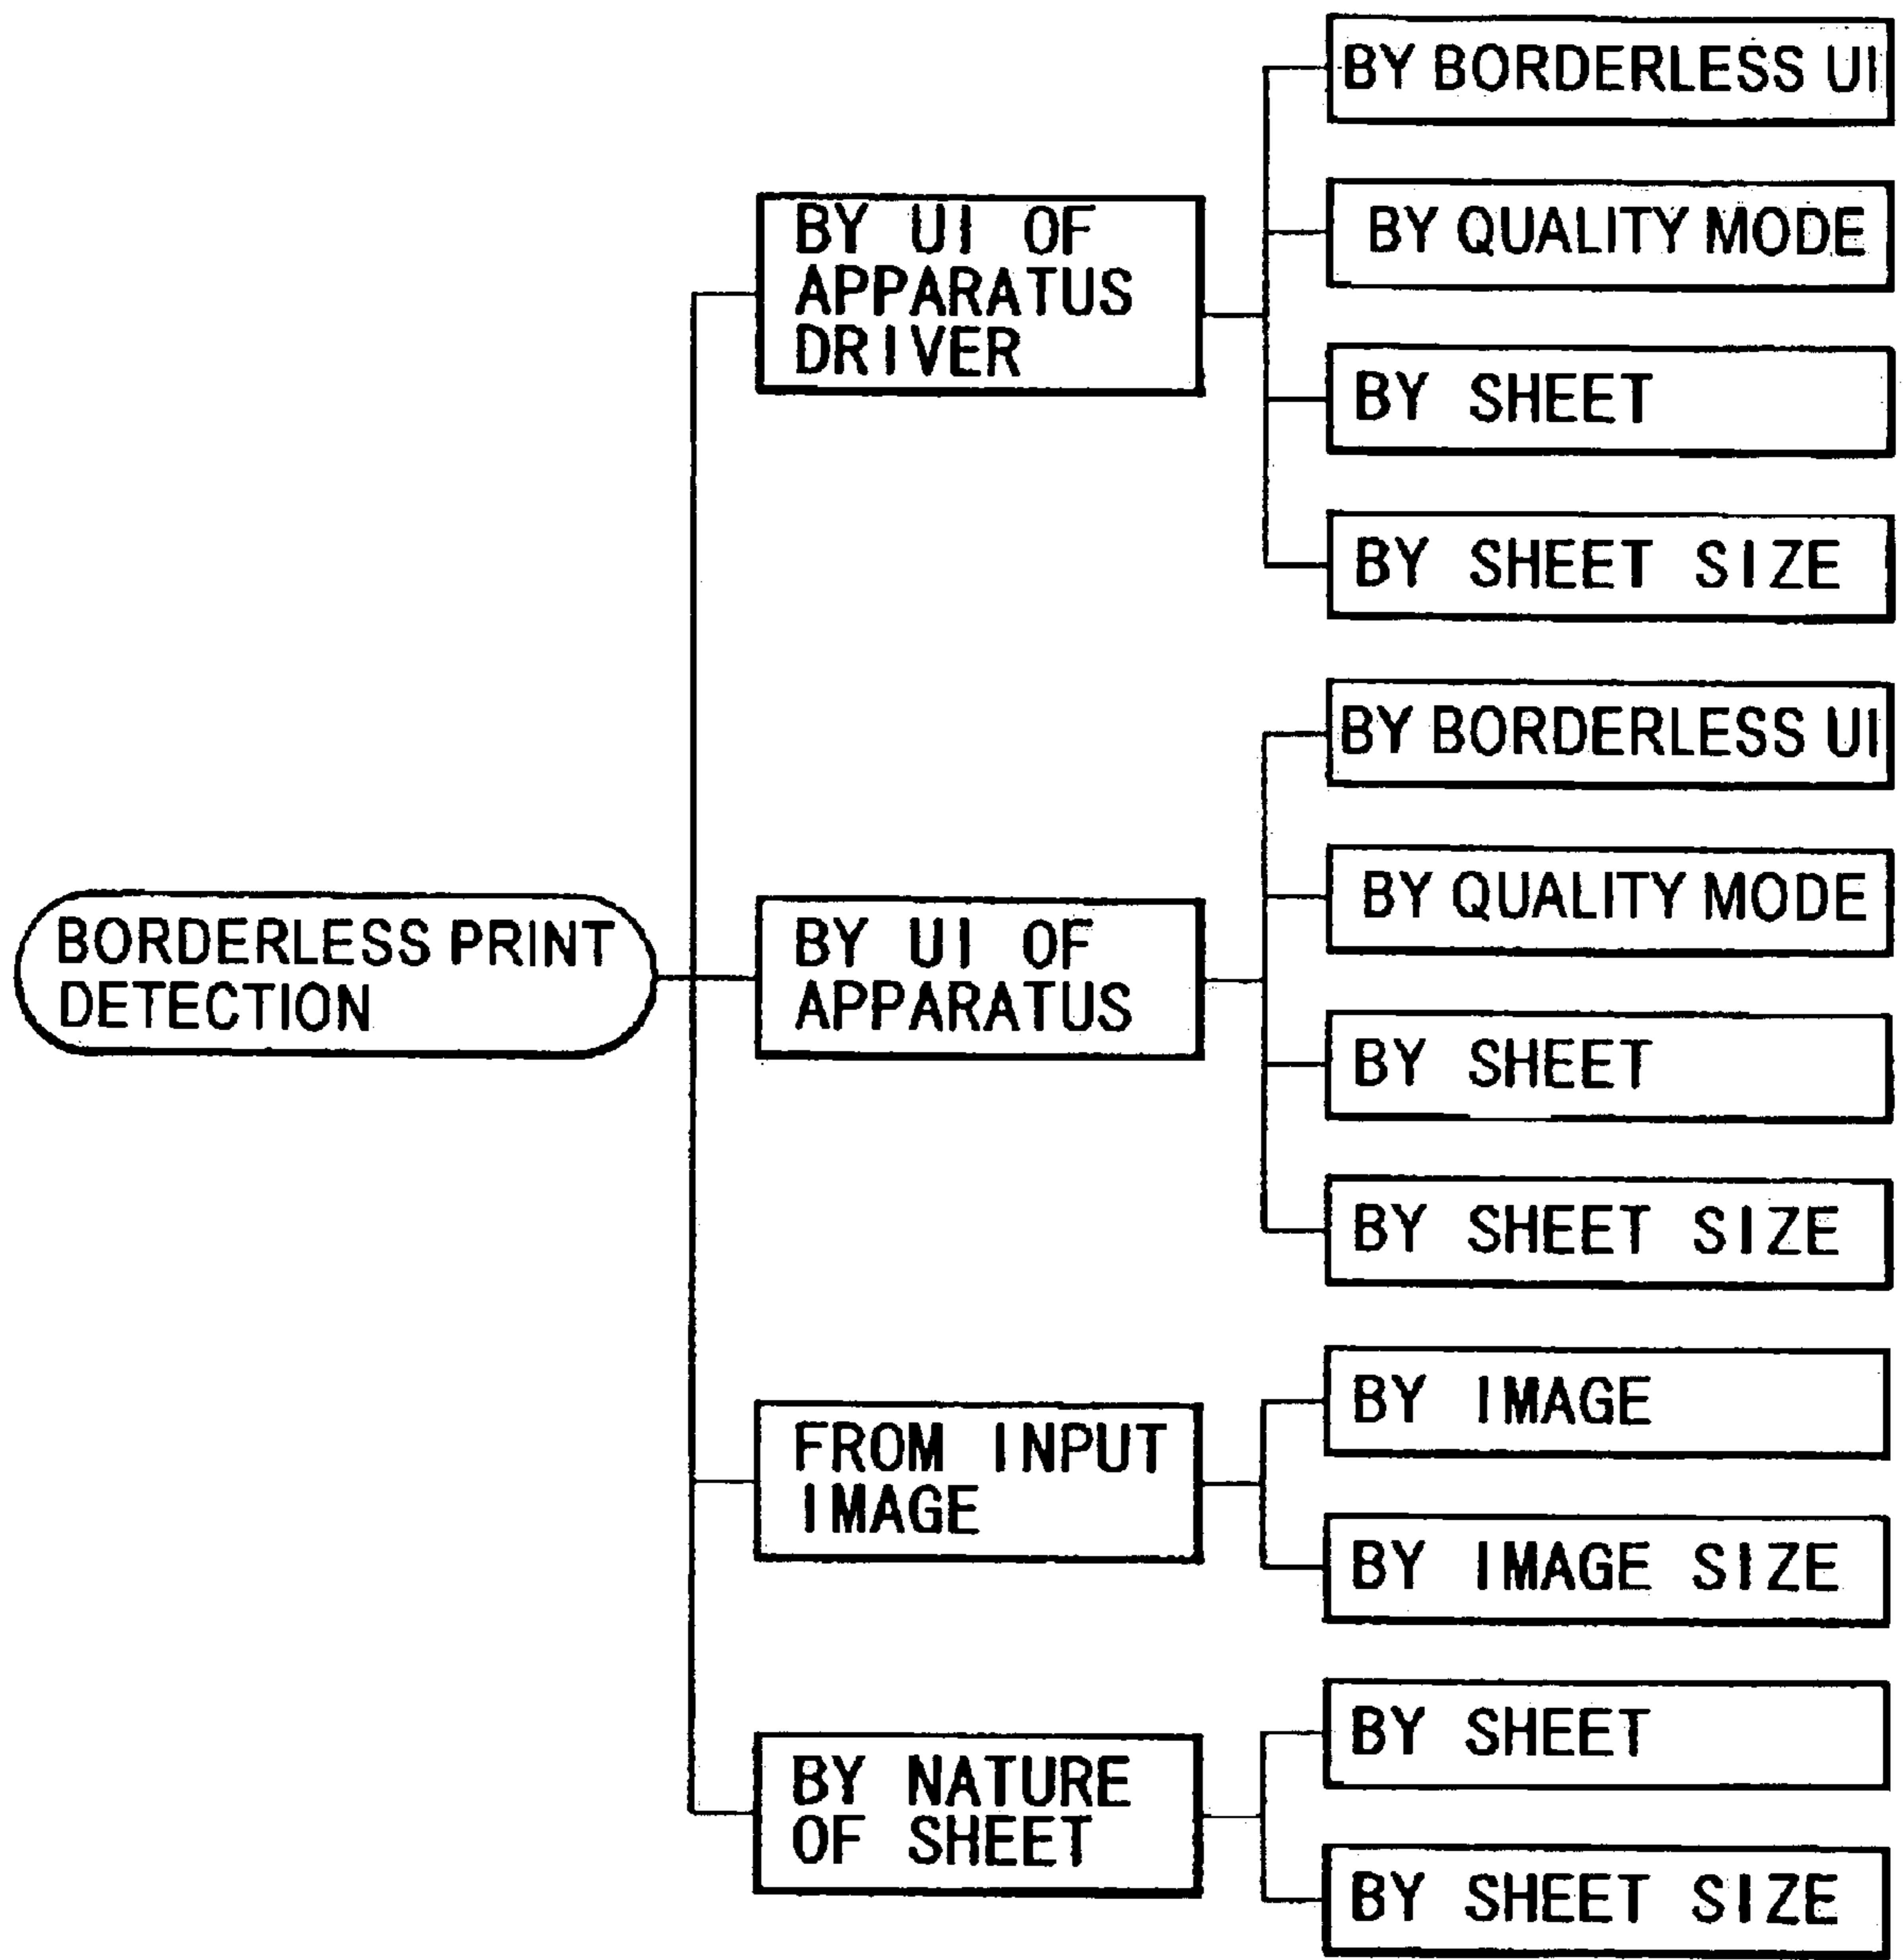 BORDERLESS PRINT
DETECTION
BY UI OF
APPARATUS
DRIVER
BY BORDERLESS UI
BY QUALITY MODE
BY SHEET
BY SHEET SIZE
BY UI OF
APPARATUS
BY BORDERLESS UI
BY QUALITY MODE
BY SHEET
BY SHEET SIZE
FROM INPUT
IMAGE
BY IMAGE
BY IMAGE SIZE
BY NATURE
OF SHEET
BY SHEET
BY SHEET SIZE